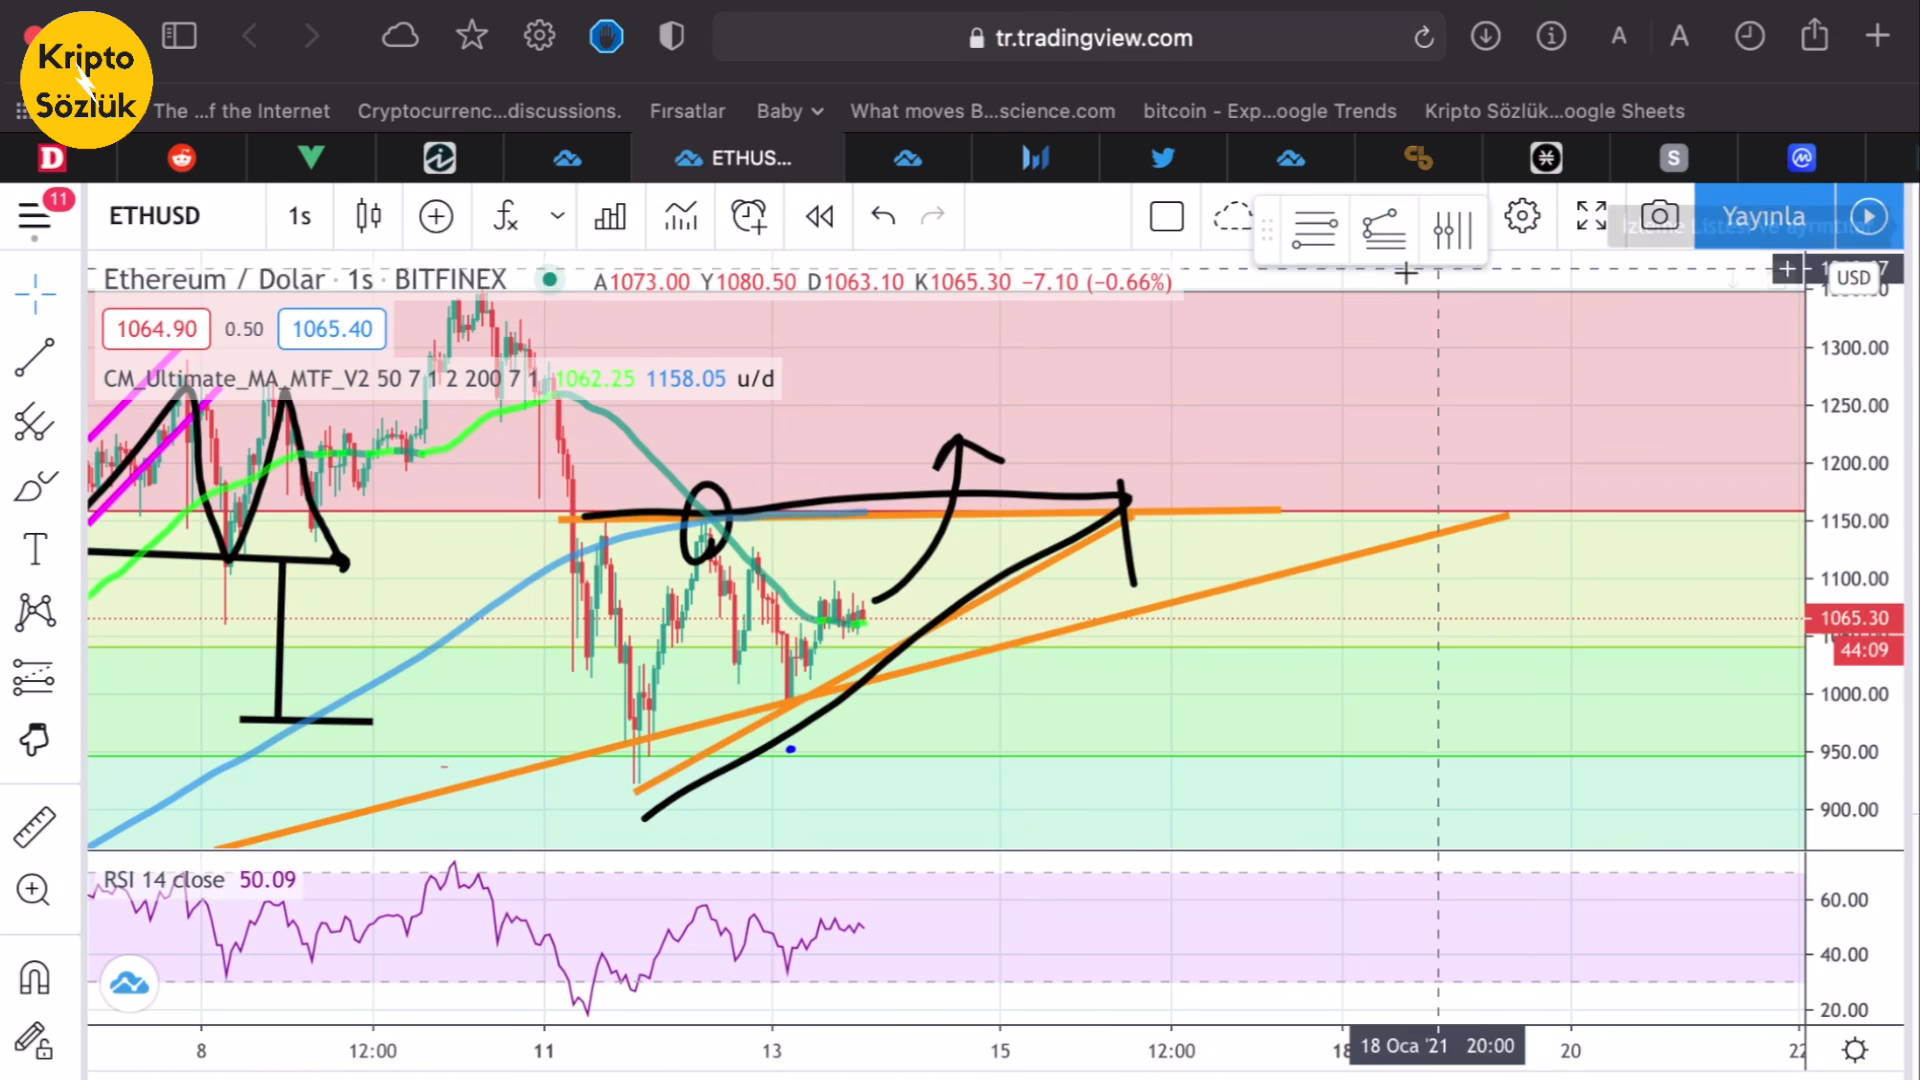 Kripto
Sözlük
tr.tradingview.com
A A
The ...f the Internet Cryptocurrenc...discussions. Fırsatlar Baby What moves B...science.com bitcoin - Exp...oogle Trends Kripto Sözlük...oogle Sheets
D ETHUS... S
11
ETHUSD 1s Yayınla
Ethereum / Dolar · 1s · BITFINEX A1073.00 Y1080.50 D1063.10 K1065.30 −7.10 (−0.66%)
USD
1064.90 0.50 1065.40
1300.00
CM_Ultimate_MA_MTF_V2 50 7 1 2 200 7 1 1062.25 1158.05 u/d
1250.00
1200.00
1150.00
1100.00
1065.30
44:09
1000.00
950.00
900.00
RSI 14 close 50.09
60.00
40.00
20.00
8 12:00 11 13 15 12:00 18 18 Oca '21 20:00 20 22